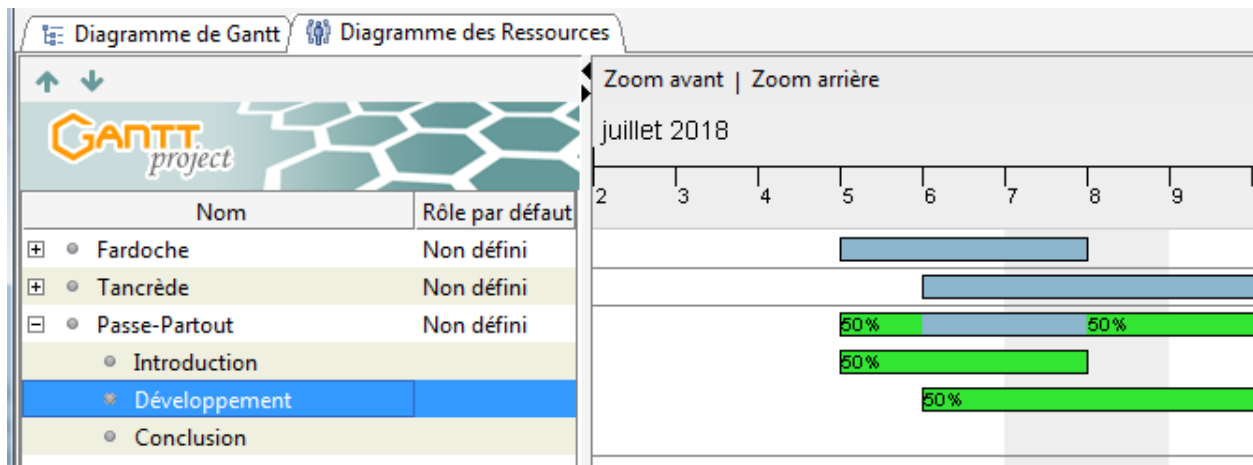 Diagramme de Gantt Diagramme des Ressources
Zoom avant | Zoom arrière
GANTT
project
juillet 2018
2 3 4 5 6 7 8 9
Nom Rôle par défaut
Fardoche Non défini
Tancrède Non défini
Passe-Partout Non défini 50% 50%
Introduction 50%
Développement 50%
Conclusion